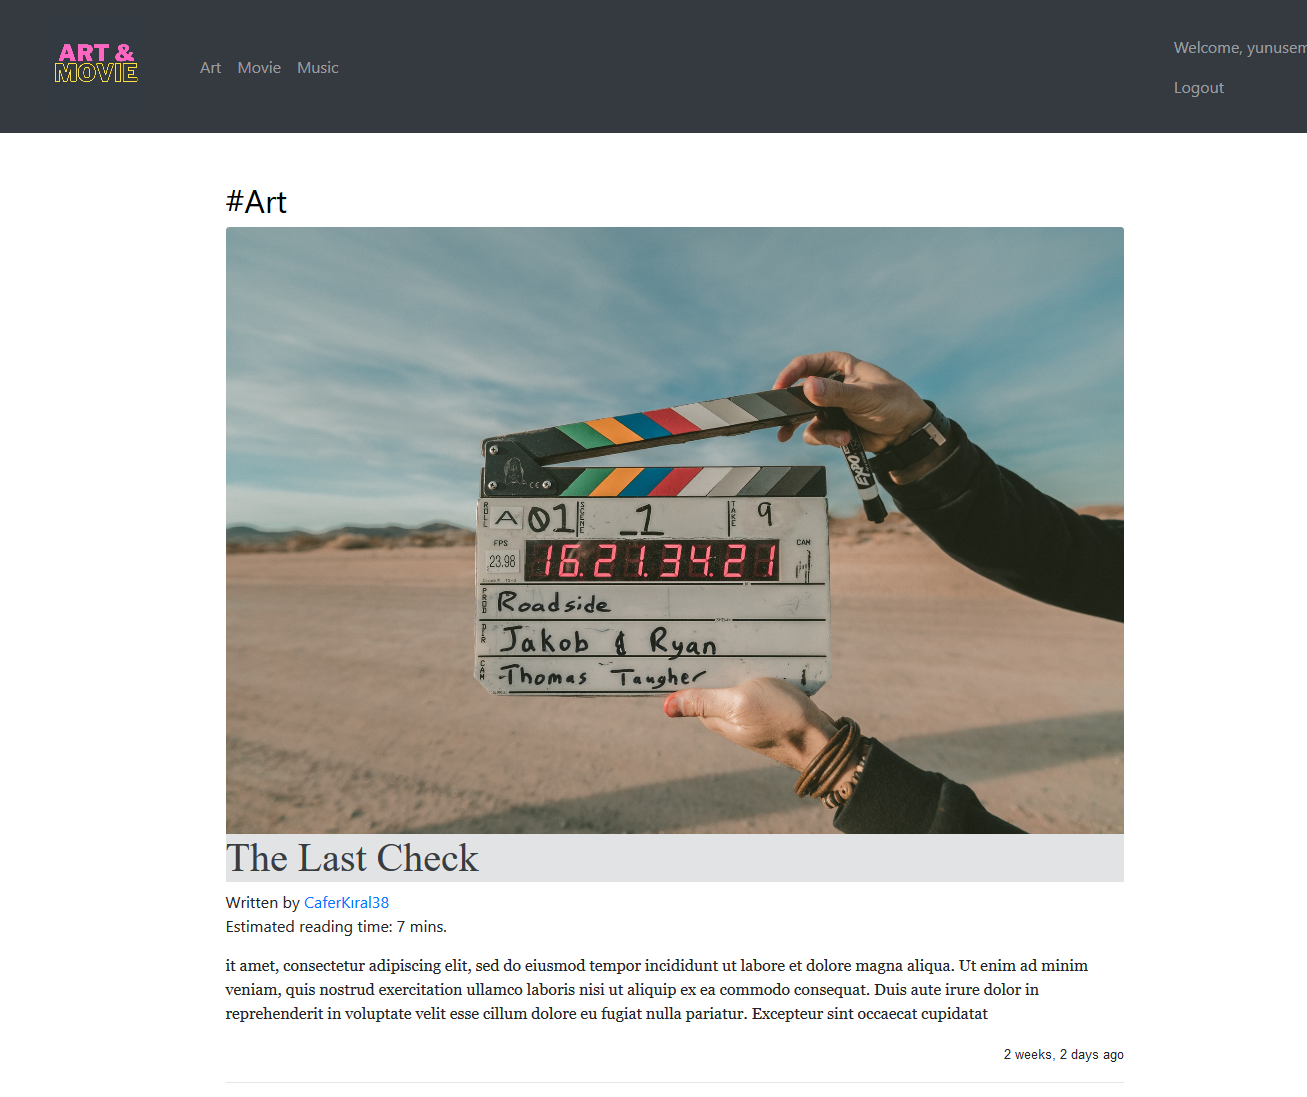 ART &
MOVIE
Art Movie Music
Welcome, yunusem
Logout
#Art
EXPO
ROLL A 01 SCENE 1 TAKE 9
FPS CAM
23.98 16.21.34.21
PROD Roadside
DIR Jakob & Ryan
CAM Thomas Taugher
The Last Check
Written by CaferKıral38
Estimated reading time: 7 mins.
it amet, consectetur adipiscing elit, sed do eiusmod tempor incididunt ut labore et dolore magna aliqua. Ut enim ad minim
veniam, quis nostrud exercitation ullamco laboris nisi ut aliquip ex ea commodo consequat. Duis aute irure dolor in
reprehenderit in voluptate velit esse cillum dolore eu fugiat nulla pariatur. Excepteur sint occaecat cupidatat
2 weeks, 2 days ago